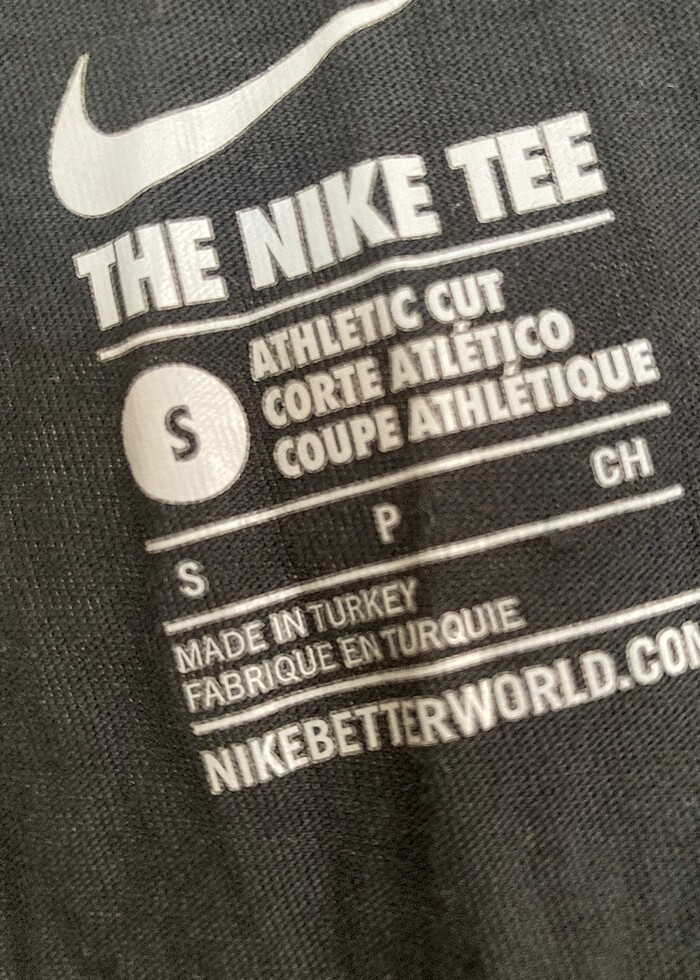 THE NIKE TEE
S
ATHLETIC CUT
CORTE ATLÉTICO
COUPE ATHLÉTIQUE
S P CH
MADE IN TURKEY
FABRIQUE EN TURQUIE
NIKEBETTERWORLD.COM